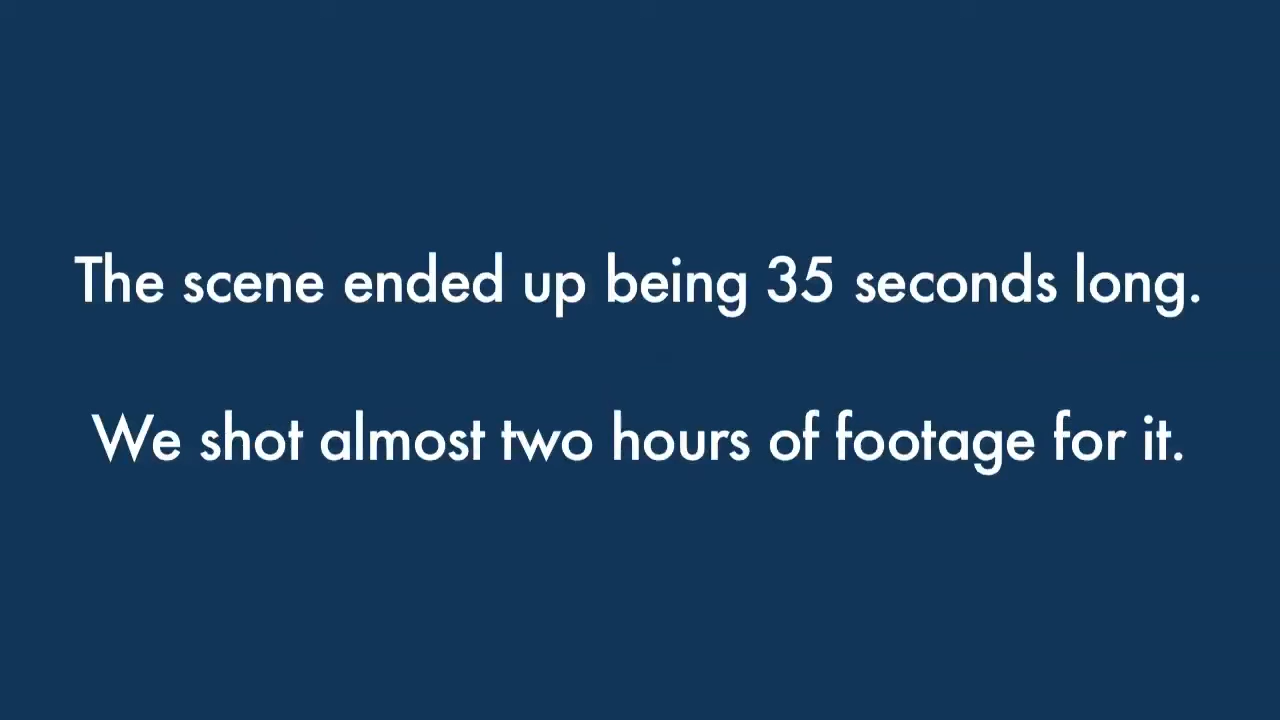 The scene ended up being 35 seconds long.
We shot almost two hours of footage for it.